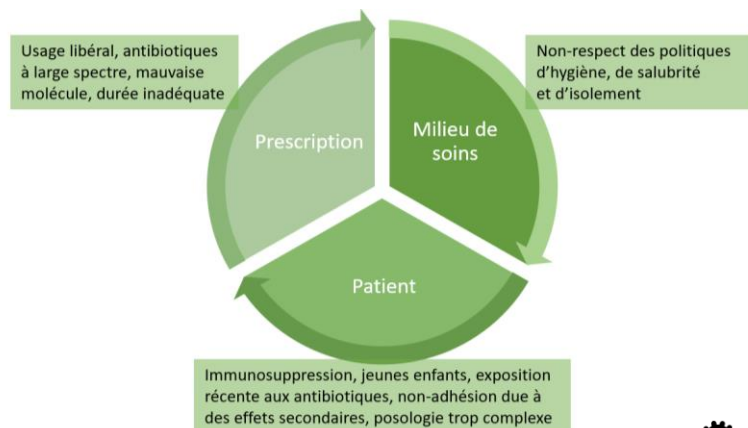 Usage libéral, antibiotiques
à large spectre, mauvaise
molécule, durée inadéquate
Non-respect des politiques
d'hygiène, de salubrité
et d'isolement
Prescription
Milieu de
soins
Patient
Immunosuppression, jeunes enfants, exposition
récente aux antibiotiques, non-adhésion due à
des effets secondaires, posologie trop complexe